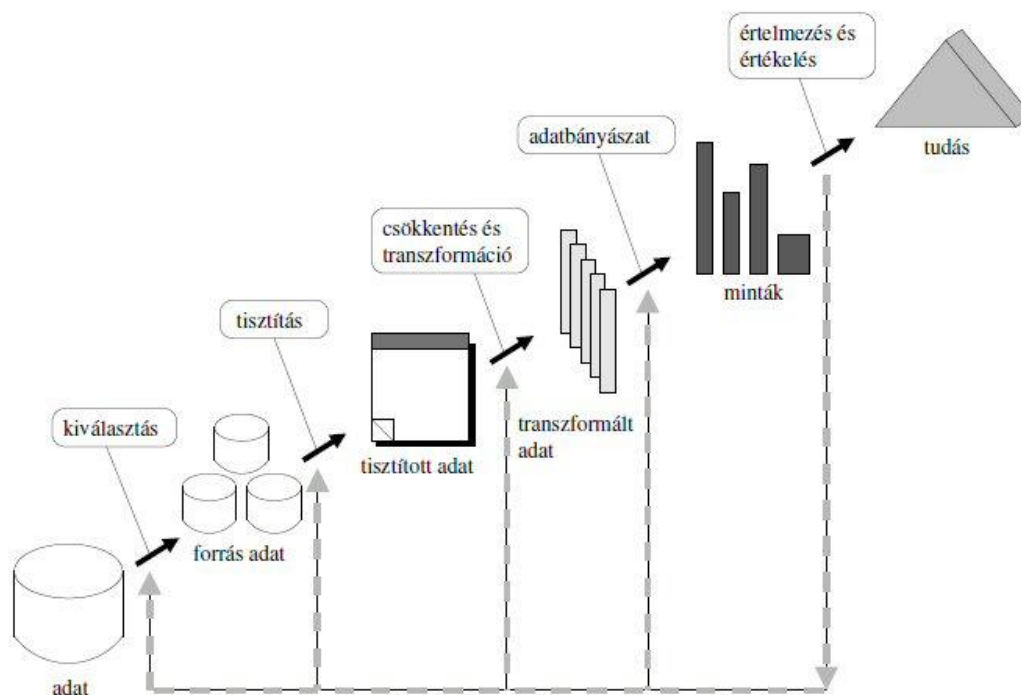 értelmezés és
értékelés
tudás
adatbányászat
minták
csökkentés és
transzformáció
transzformált
adat
tisztítás
tisztított adat
kiválasztás
forrás adat
adat